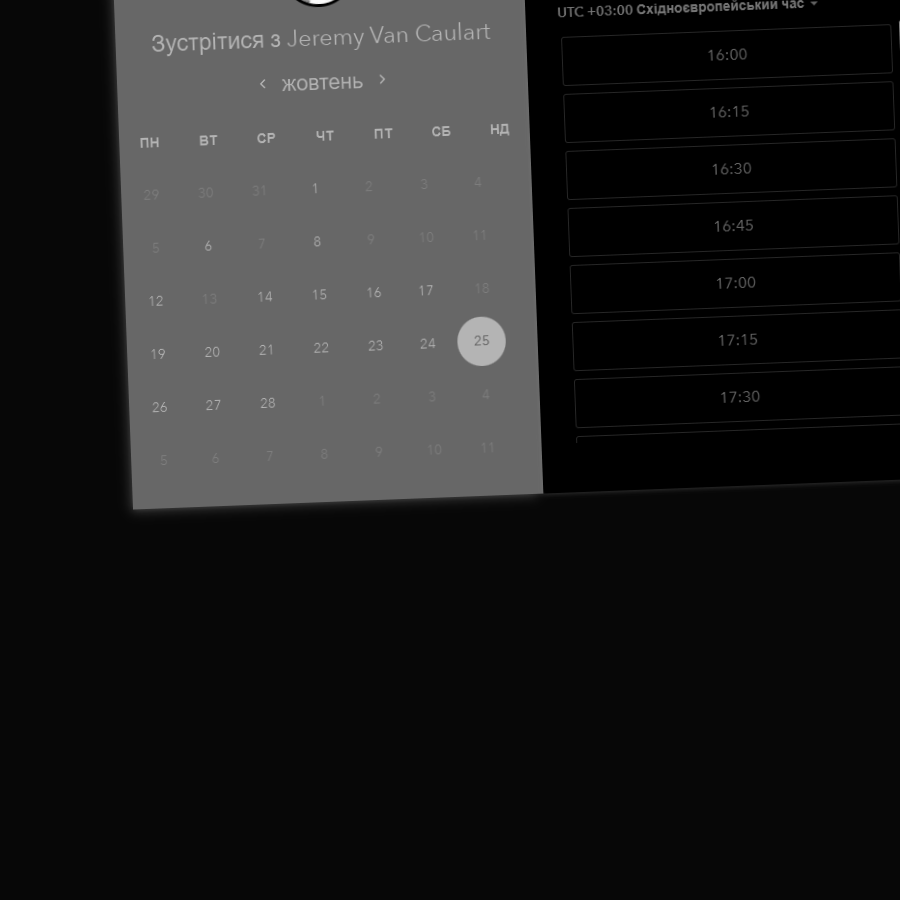 Зустрітися з Jeremy Van Caulart
жовтень
ПН ВТ СР ЧТ ПТ СБ НД
29 30 31 1 2 3 4
5 6 7 8 9 10 11
12 13 14 15 16 17 18
19 20 21 22 23 24 25
26 27 28 1 2 3 4
5 6 7 8 9 10 11
UTC +03:00 Східноєвропейський час
16:00
16:15
16:30
16:45
17:00
17:15
17:30